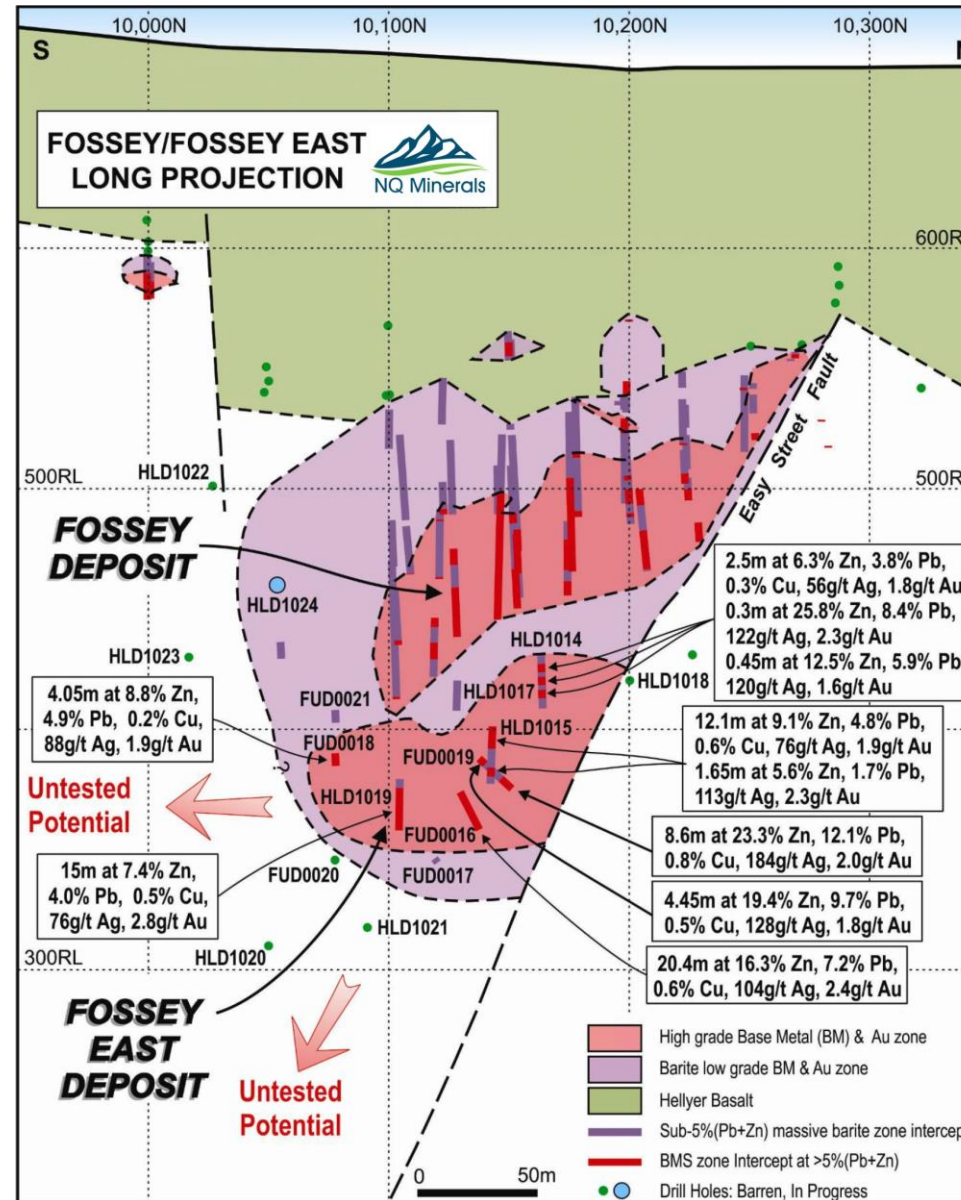 10,000N
10,100N
10,200N
10,300N
S
FOSSEY/FOSSEY EAST
LONG PROJECTION
NQ Minerals
600RL
500RL
500R
HLD1022
Easy Street Fault
FOSSEY
DEPOSIT
HLD1024
HLD1023
HLD1014
HLD1017
HLD1018
2.5m at 6.3% Zn, 3.8% Pb,
0.3% Cu, 56g/t Ag, 1.8g/t Au
0.3m at 25.8% Zn, 8.4% Pb,
122g/t Ag, 2.3g/t Au
0.45m at 12.5% Zn, 5.9% Pb
120g/t Ag, 1.6g/t Au
4.05m at 8.8% Zn,
4.9% Pb, 0.2% Cu,
88g/t Ag, 1.9g/t Au
FUD0021
FUD0018
HLD1015
FUD0019
12.1m at 9.1% Zn, 4.8% Pb,
0.6% Cu, 76g/t Ag, 1.9g/t Au
1.65m at 5.6% Zn, 1.7% Pb,
113g/t Ag, 2.3g/t Au
?
Untested
Potential
HLD1019
FUD0016
8.6m at 23.3% Zn, 12.1% Pb,
0.8% Cu, 184g/t Ag, 2.0g/t Au
15m at 7.4% Zn,
4.0% Pb, 0.5% Cu,
76g/t Ag, 2.8g/t Au
FUD0020
FUD0017
4.45m at 19.4% Zn, 9.7% Pb,
0.5% Cu, 128g/t Ag, 1.8g/t Au
HLD1021
HLD1020
300RL
20.4m at 16.3% Zn, 7.2% Pb,
0.6% Cu, 104g/t Ag, 2.4g/t Au
FOSSEY
EAST
DEPOSIT
Untested
Potential
High grade Base Metal (BM) & Au zone
Barite low grade BM & Au zone
Hellyer Basalt
Sub-5%(Pb+Zn) massive barite zone intercep
BMS zone Intercept at >5%(Pb+Zn)
Drill Holes: Barren, In Progress
0 50m